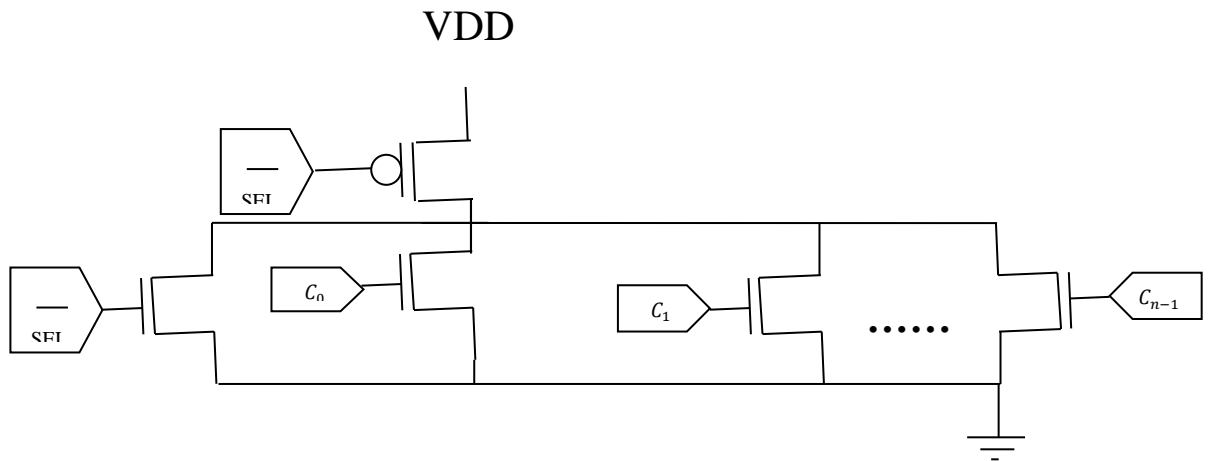 VDD
SEL
SEL
C₀
C₁
......
Cₙ₋₁